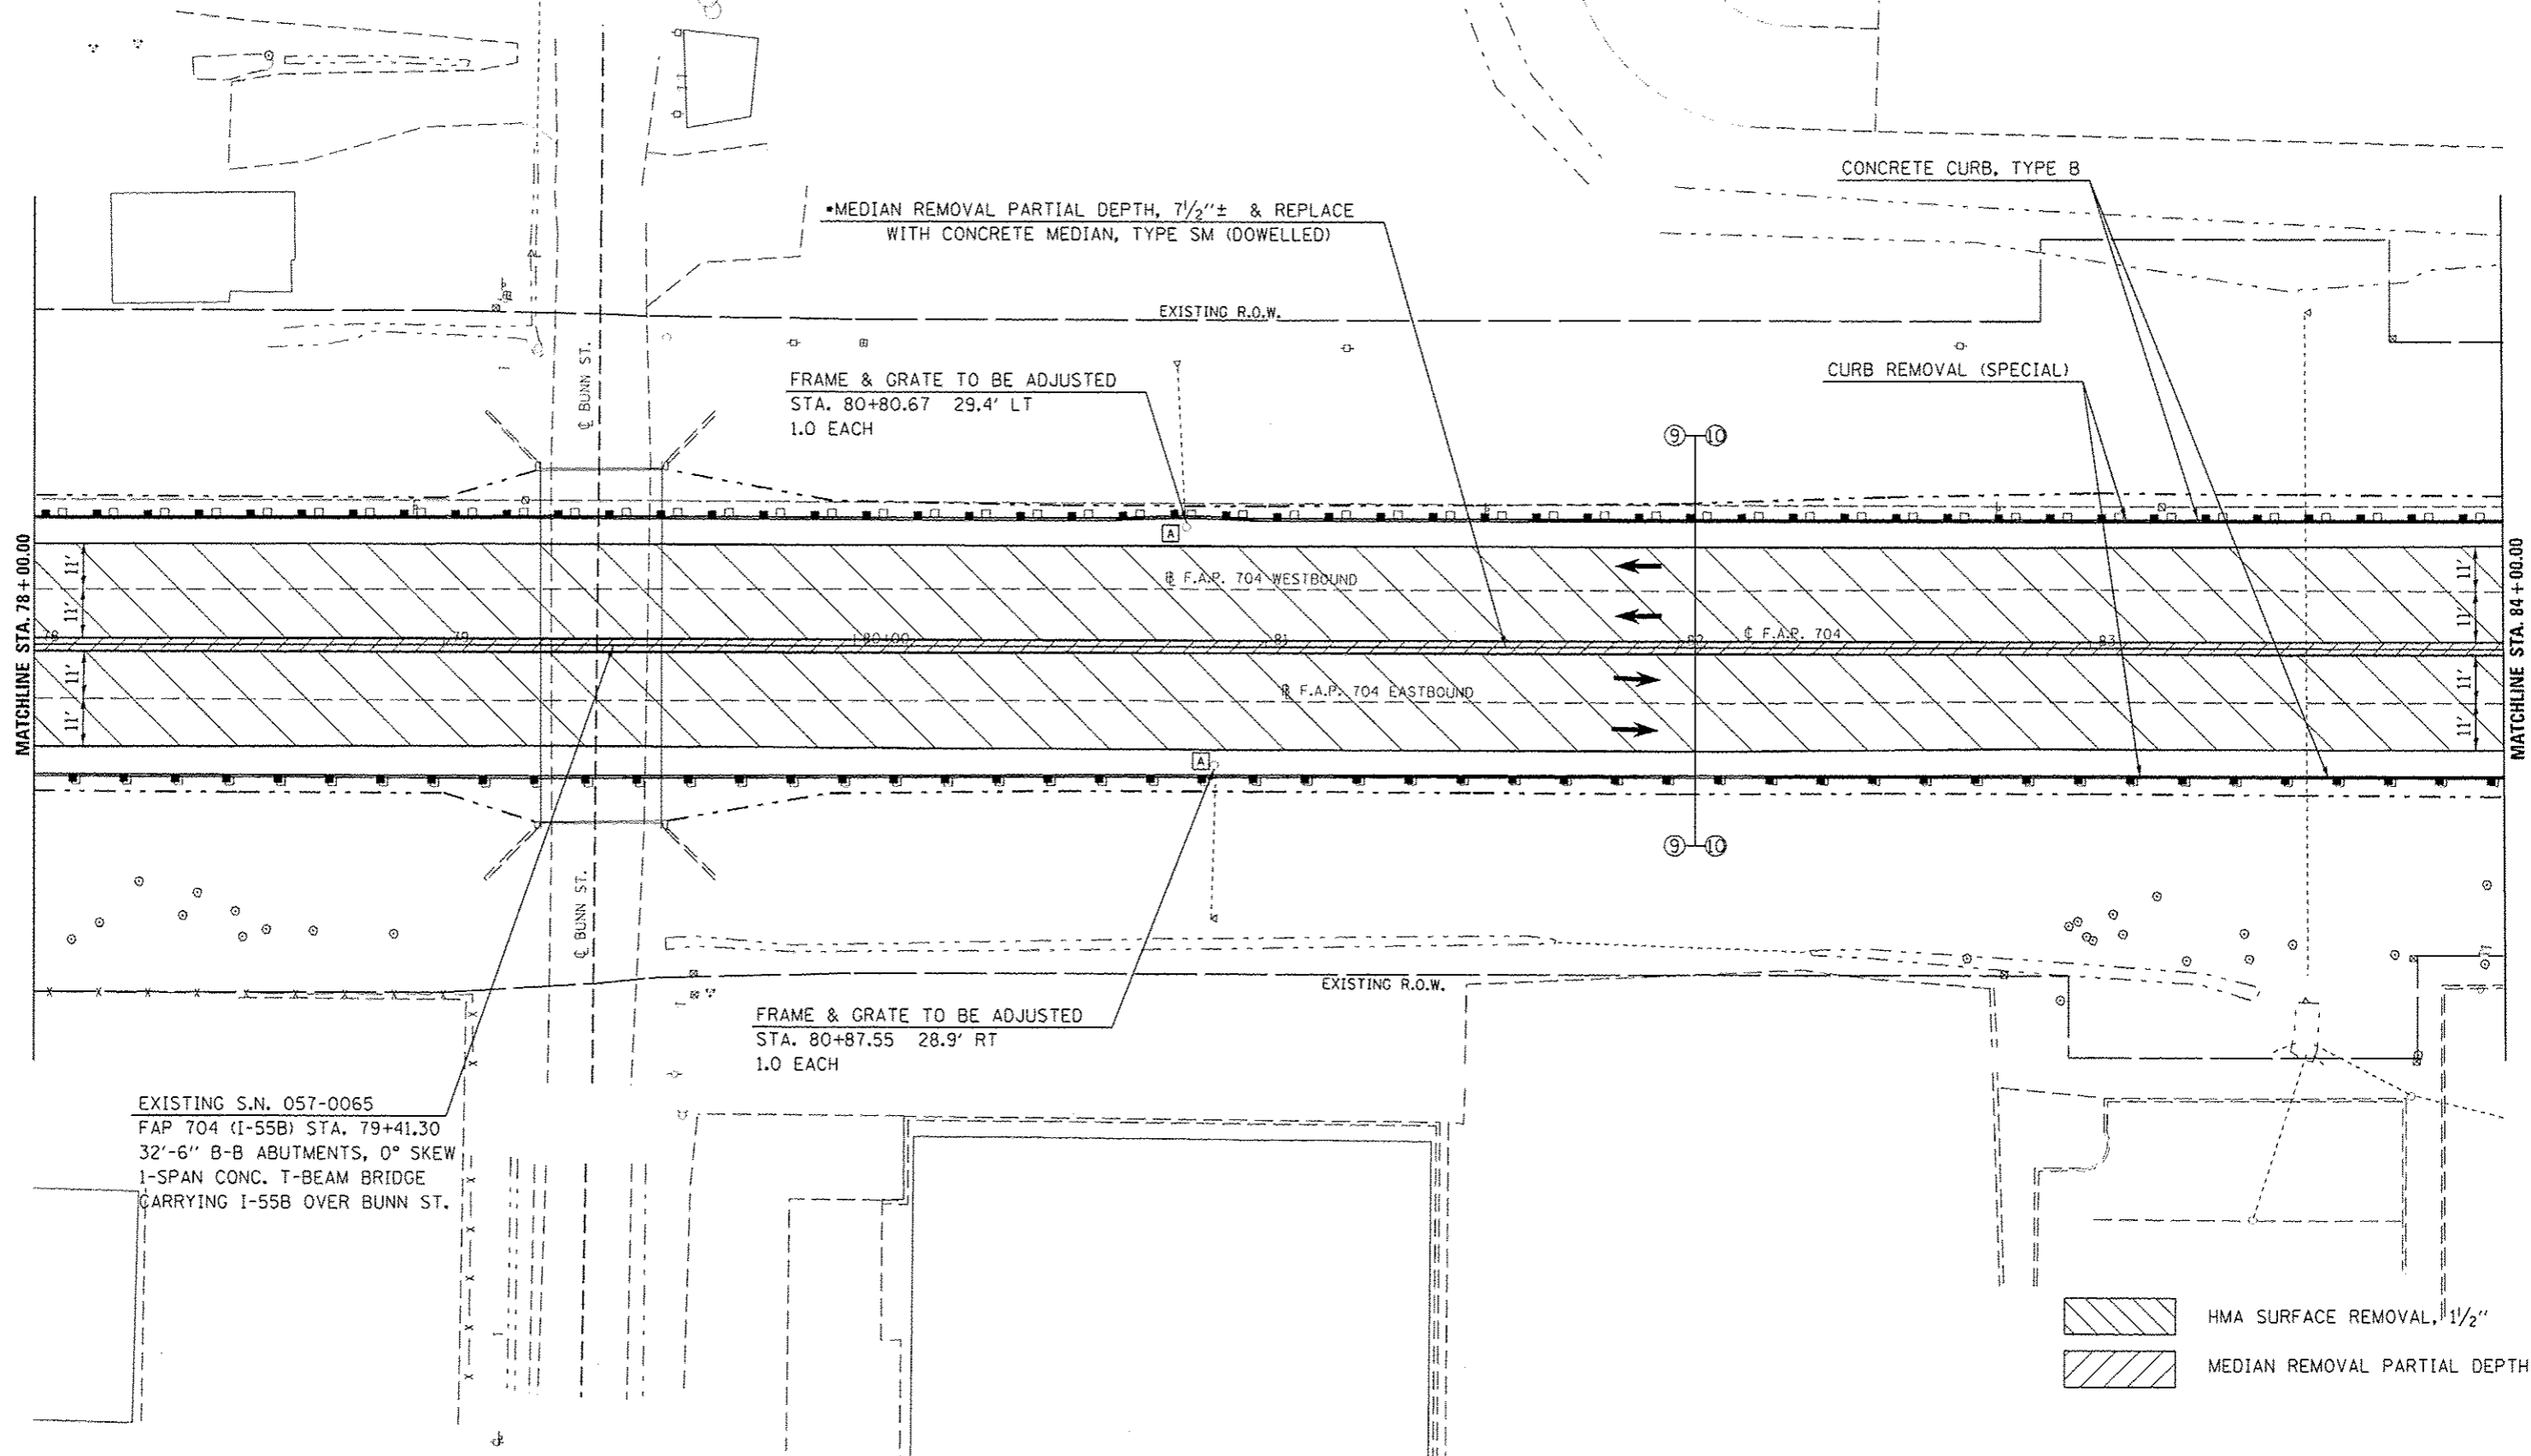 CONCRETE CURB, TYPE B
•MEDIAN REMOVAL PARTIAL DEPTH, 7 1/2"± & REPLACE
WITH CONCRETE MEDIAN, TYPE SM (DOWELLED)
EXISTING R.O.W.
℄ BUNN ST.
FRAME & GRATE TO BE ADJUSTED
STA. 80+80.67 29.4' LT
1.0 EACH
CURB REMOVAL (SPECIAL)
9 10
A
MATCHLINE STA. 78+00.00
11'
11'
11'
11'
F.A.P. 704 WESTBOUND
78
79
80+00
81
82
℄ F.A.P. 704
83
F.A.P. 704 EASTBOUND
11'
11'
11'
11'
MATCHLINE STA. 84+00.00
A
9 10
℄ BUNN ST.
EXISTING R.O.W.
FRAME & GRATE TO BE ADJUSTED
STA. 80+87.55 28.9' RT
1.0 EACH
EXISTING S.N. 057-0065
FAP 704 (I-55B) STA. 79+41.30
32'-6" B-B ABUTMENTS, 0° SKEW
1-SPAN CONC. T-BEAM BRIDGE
CARRYING I-55B OVER BUNN ST.
HMA SURFACE REMOVAL, 1 1/2"
MEDIAN REMOVAL PARTIAL DEPTH